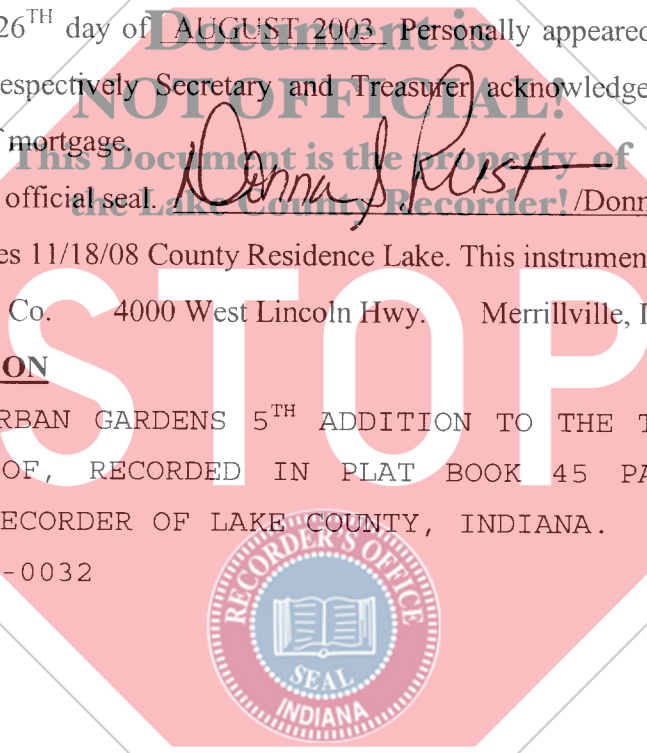 26TH day of AUGUST 2003 Personally appeared
Document is
espectively Secretary and Treasurer acknowledge
NOT OFFICIAL!
mortgage.
This Document is the property of
official seal. Donna S. Rust /Donn
the Lake County Recorder!
es 11/18/08 County Residence Lake. This instrumen
Co. 4000 West Lincoln Hwy. Merrillville, I
STOP
ON
RBAN GARDENS 5TH ADDITION TO THE T
OF, RECORDED IN PLAT BOOK 45 PA
ECORDER OF LAKE COUNTY, INDIANA.
-0032
RECORDER'S OFFICE
SEAL
INDIANA